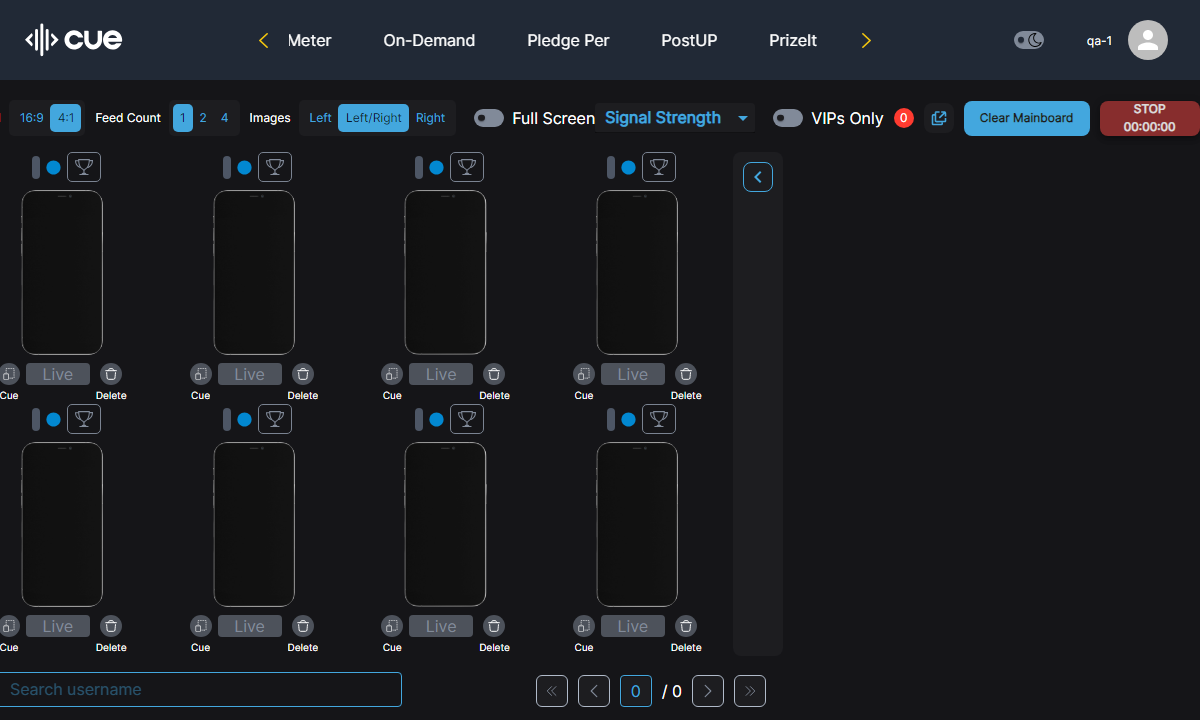 cue
Meter On-Demand Pledge Per PostUP PrizeIt
qa-1
16:9 4:1 Feed Count 1 2 4 Images Left Left/Right Right Full Screen Signal Strength VIPs Only 0 Clear Mainboard STOP
00:00:00
Live Live Live Live
Cue Delete Cue Delete Cue Delete Cue Delete
Live Live Live Live
Cue Delete Cue Delete Cue Delete Cue Delete
Search username 0 / 0